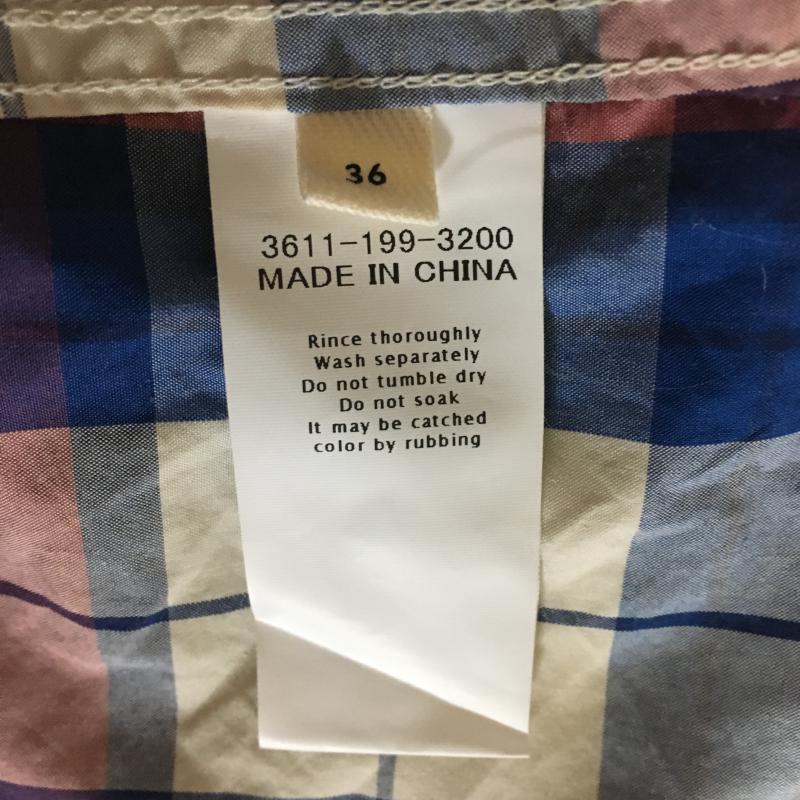 36
3611-199-3200
MADE IN CHINA
Rince thoroughly
Wash separately
Do not tumble dry
Do not soak
It may be catched
color by rubbing